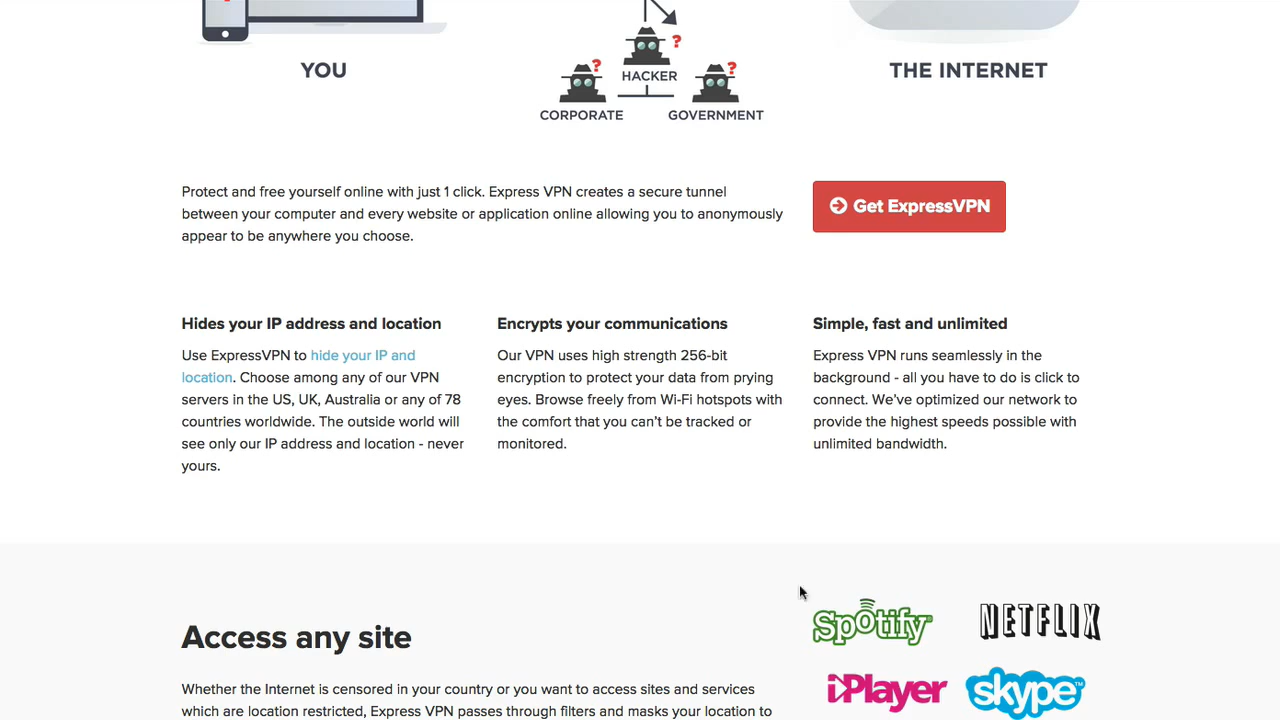 YOU
?
HACKER
?
CORPORATE
?
GOVERNMENT
THE INTERNET
Protect and free yourself online with just 1 click. Express VPN creates a secure tunnel
between your computer and every website or application online allowing you to anonymously
appear to be anywhere you choose.
Get ExpressVPN
Hides your IP address and location
Use ExpressVPN to hide your IP and
location. Choose among any of our VPN
servers in the US, UK, Australia or any of 78
countries worldwide. The outside world will
see only our IP address and location - never
yours.
Encrypts your communications
Our VPN uses high strength 256-bit
encryption to protect your data from prying
eyes. Browse freely from Wi-Fi hotspots with
the comfort that you can't be tracked or
monitored.
Simple, fast and unlimited
Express VPN runs seamlessly in the
background - all you have to do is click to
connect. We've optimized our network to
provide the highest speeds possible with
unlimited bandwidth.
Access any site
Whether the Internet is censored in your country or you want to access sites and services
which are location restricted, Express VPN passes through filters and masks your location to
Spotify
NETFLIX
iPlayer
skype™